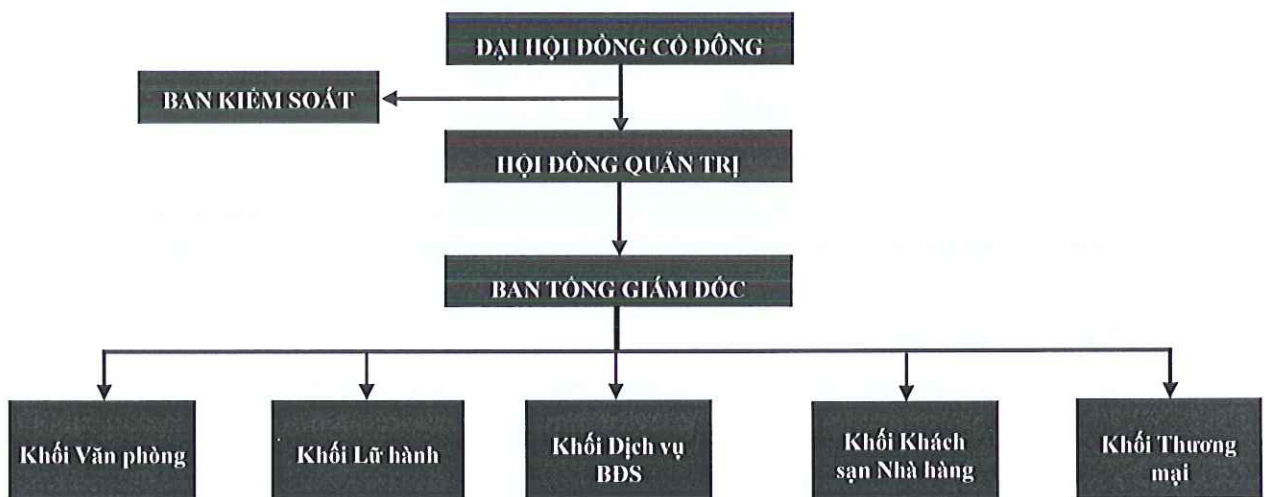 ĐẠI HỘI ĐỒNG CỔ ĐÔNG
BAN KIỂM SOÁT
HỘI ĐỒNG QUẢN TRỊ
BAN TỔNG GIÁM ĐỐC
Khối Văn phòng
Khối Lữ hành
Khối Dịch vụ
BĐS
Khối Khách
sạn Nhà hàng
Khối Thương
mại